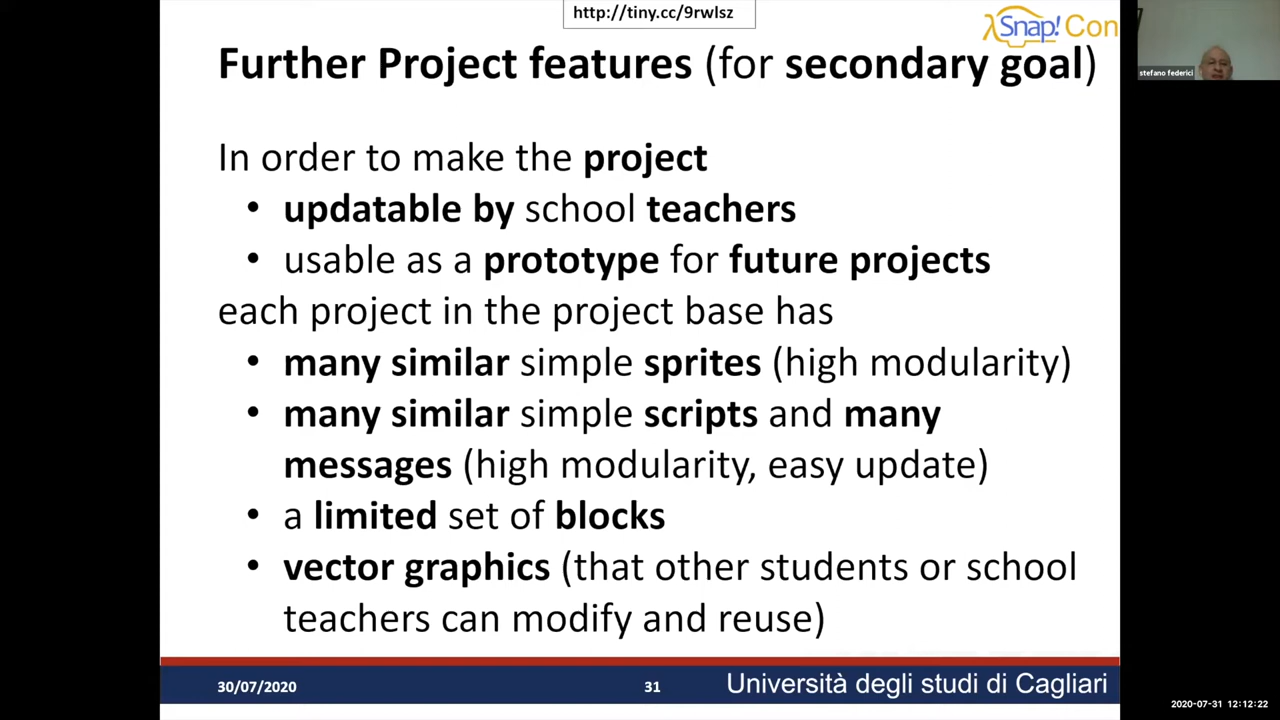 http://tiny.cc/9rwlsz
λSnap! Con
stefano federici
Further Project features (for secondary goal)
In order to make the project
• updatable by school teachers
• usable as a prototype for future projects
each project in the project base has
• many similar simple sprites (high modularity)
• many similar simple scripts and many
messages (high modularity, easy update)
• a limited set of blocks
• vector graphics (that other students or school
teachers can modify and reuse)
30/07/2020
31
Università degli studi di Cagliari
2020-07-31 12:12:22